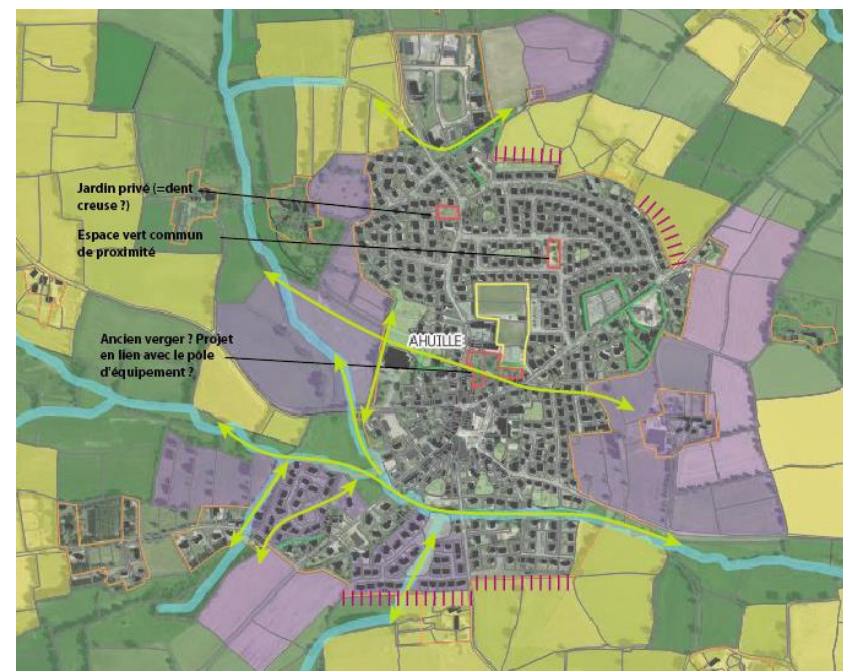 Jardin privé (=dent
creuse ?)
Espace vert commun
de proximité
Ancien verger ? Projet
en lien avec le pôle
d'équipement ?
AHUILLE